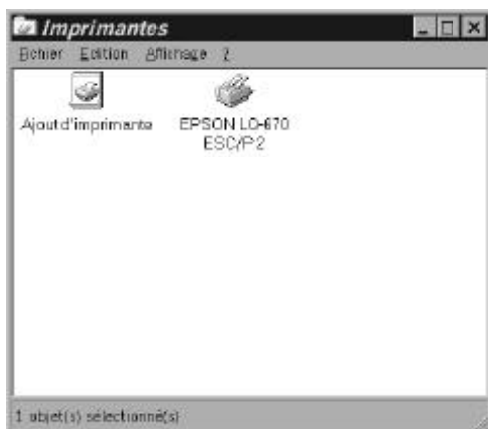 Imprimantes
Fichier Edition Affichage ?
Ajout d'imprimante
EPSON LQ-670
ESC/P 2
1 objet(s) sélectionné(s)